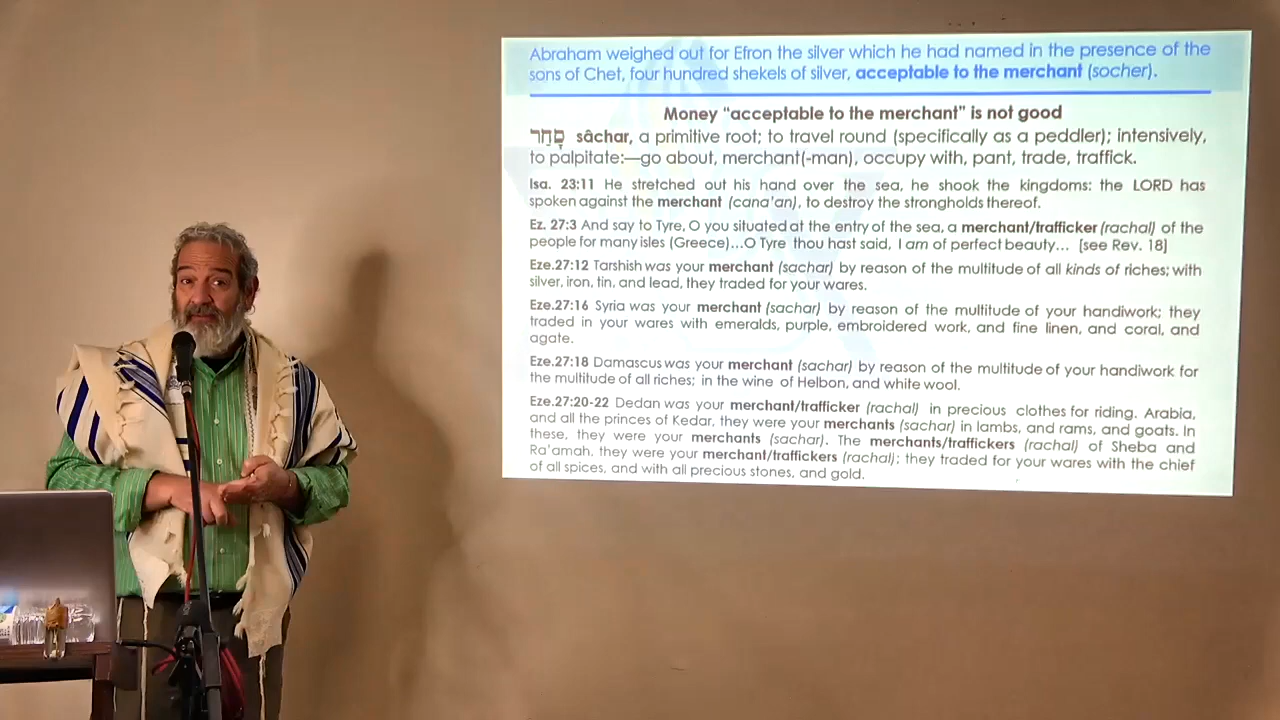 Abraham weighed out for Efron the silver which he had named in the presence of the
sons of Chet, four hundred shekels of silver, acceptable to the merchant (socher).
Money “acceptable to the merchant” is not good
סָחַר sâchar, a primitive root; to travel round (specifically as a peddler); intensively,
to palpitate:—go about, merchant(-man), occupy with, pant, trade, traffick.
Isa. 23:11 He stretched out his hand over the sea, he shook the kingdoms: the LORD has
spoken against the merchant (cana’an), to destroy the strongholds thereof.
Ez. 27:3 And say to Tyre, O you situated at the entry of the sea, a merchant/trafficker (rachal) of the
people for many isles (Greece)…O Tyre thou hast said, I am of perfect beauty… [see Rev. 18]
Eze.27:12 Tarshish was your merchant (sachar) by reason of the multitude of all kinds of riches; with
silver, iron, tin, and lead, they traded for your wares.
Eze.27:16 Syria was your merchant (sachar) by reason of the multitude of your handiwork; they
traded in your wares with emeralds, purple, embroidered work, and fine linen, and coral, and
agate.
Eze.27:18 Damascus was your merchant (sachar) by reason of the multitude of your handiwork for
the multitude of all riches; in the wine of Helbon, and white wool.
Eze.27:20-22 Dedan was your merchant/trafficker (rachal) in precious clothes for riding. Arabia,
and all the princes of Kedar, they were your merchants (sachar) in lambs, and rams, and goats. In
these, they were your merchants (sachar). The merchants/traffickers (rachal) of Sheba and
Ra’amah, they were your merchant/traffickers (rachal); they traded for your wares with the chief
of all spices, and with all precious stones, and gold.